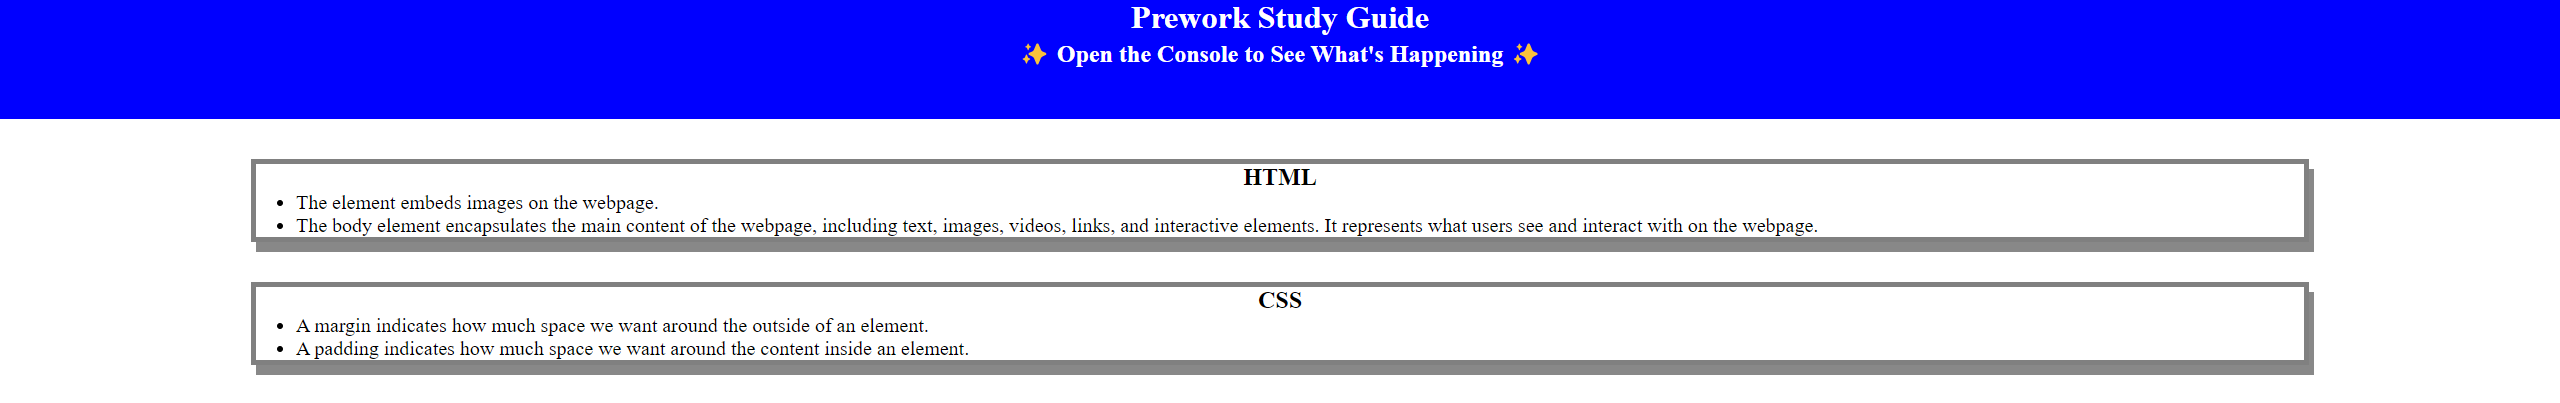 Prework Study Guide
✨ Open the Console to See What's Happening ✨
HTML
• The element embeds images on the webpage.
• The body element encapsulates the main content of the webpage, including text, images, videos, links, and interactive elements. It represents what users see and interact with on the webpage.
CSS
• A margin indicates how much space we want around the outside of an element.
• A padding indicates how much space we want around the content inside an element.